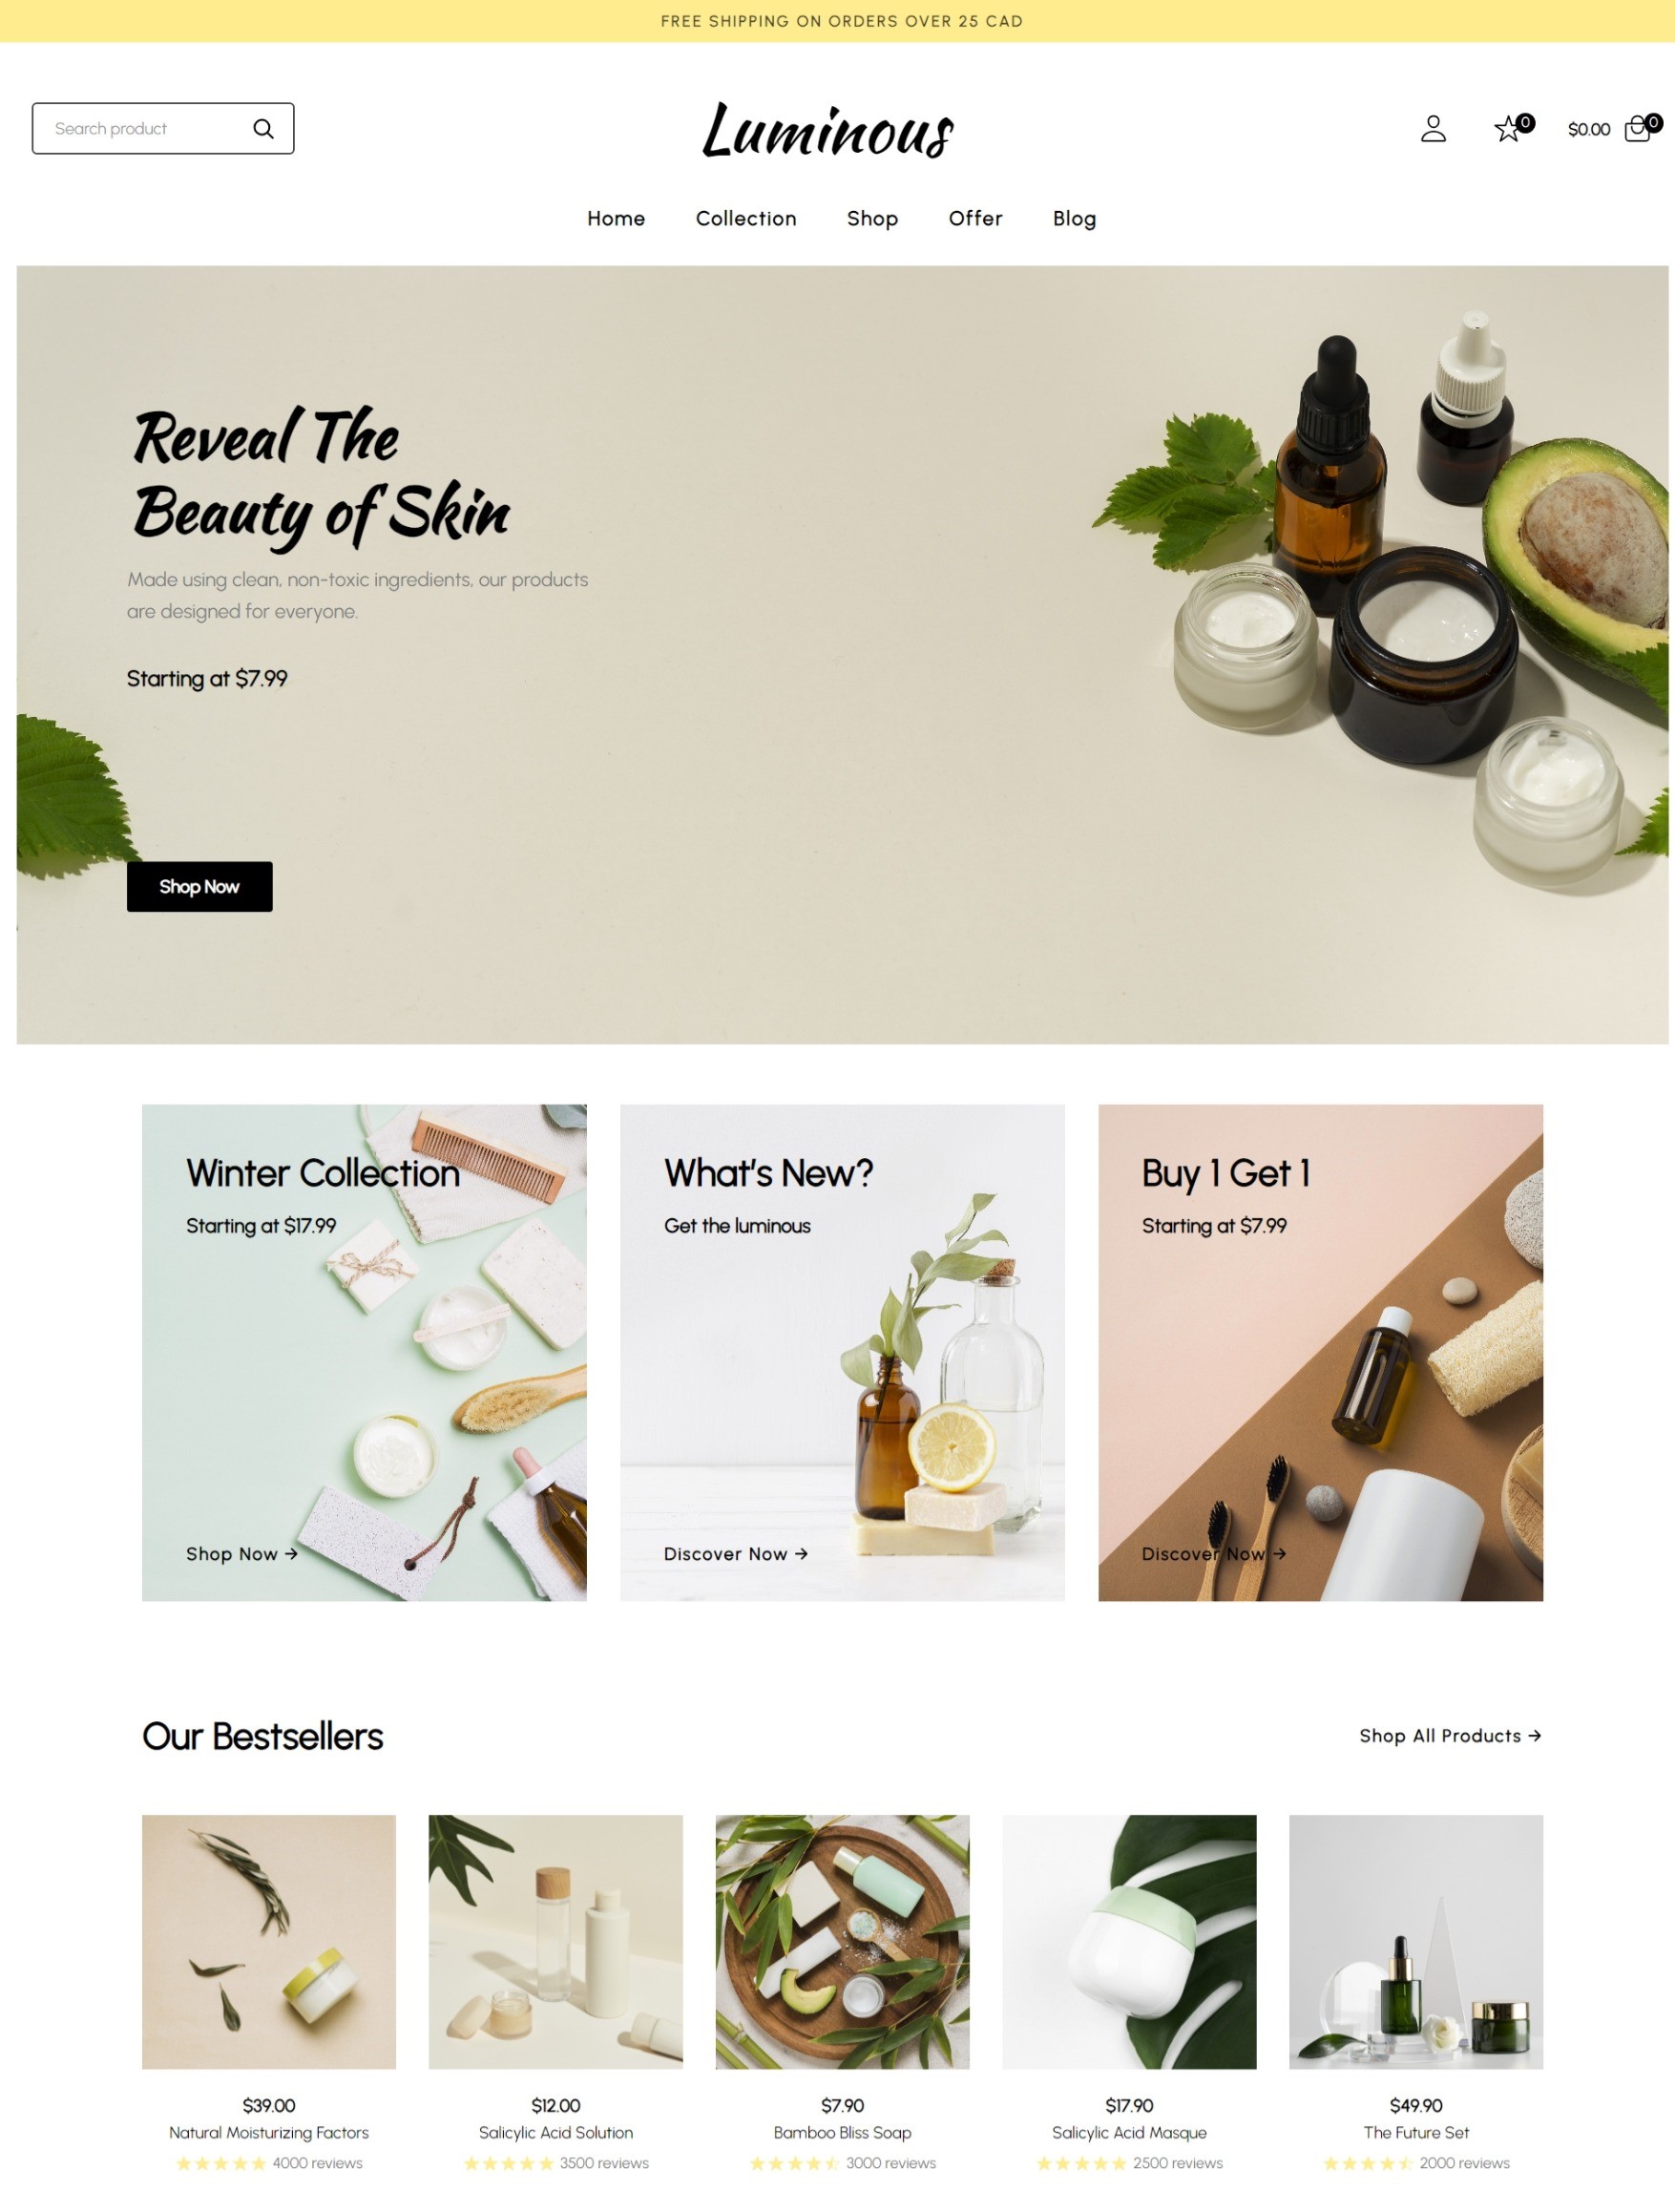 FREE SHIPPING ON ORDERS OVER 25 CAD
Search product
Luminous
0
$0.00
0
Home Collection Shop Offer Blog
Reveal The
Beauty of Skin
Made using clean, non-toxic ingredients, our products
are designed for everyone.
Starting at $7.99
Shop Now
Winter Collection
Starting at $17.99
Shop Now →
What's New?
Get the luminous
Discover Now →
Buy 1 Get 1
Starting at $7.99
Discover Now →
Our Bestsellers
Shop All Products →
$39.00
Natural Moisturizing Factors
4000 reviews
$12.00
Salicylic Acid Solution
3500 reviews
$7.90
Bamboo Bliss Soap
3000 reviews
$17.90
Salicylic Acid Masque
2500 reviews
$49.90
The Future Set
2000 reviews